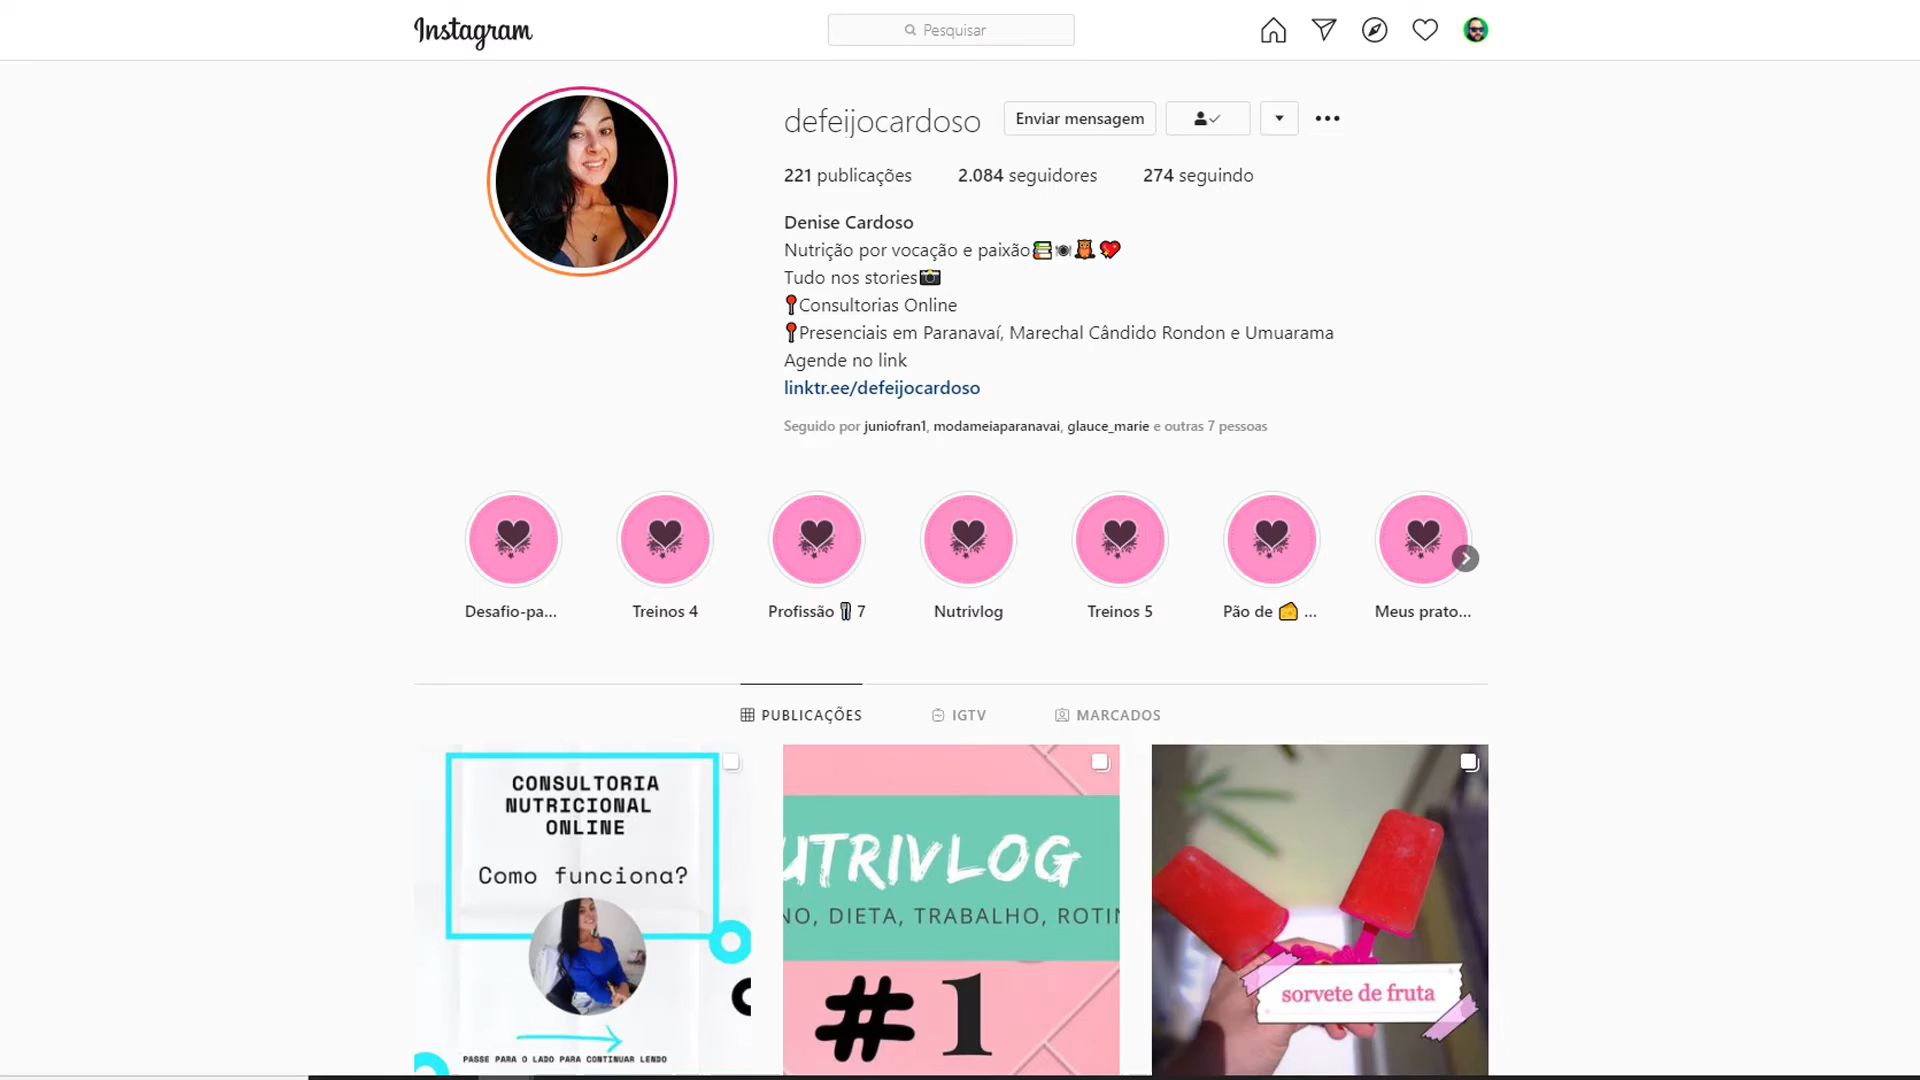 Instagram
Pesquisar
defeijocardoso
Enviar mensagem
221 publicações 2.084 seguidores 274 seguindo
Denise Cardoso
Nutrição por vocação e paixão📚🍽🦉💖
Tudo nos stories📸
📍Consultorias Online
📍Presenciais em Paranavaí, Marechal Cândido Rondon e Umuarama
Agende no link
linktr.ee/defeijocardoso
Seguido por juniofran1, modameiaparanavai, glauce_marie e outras 7 pessoas
Desafio-pa... Treinos 4 Profissão 🍴 7 Nutrivlog Treinos 5 Pão de 🧀 ... Meus prato...
PUBLICAÇÕES IGTV MARCADOS
CONSULTORIA
NUTRICIONAL
ONLINE
Como funciona?
PASSE PARA O LADO PARA CONTINUAR LENDO
UTRIVLOG
NO, DIETA, TRABALHO, ROTIN
#1
sorvete de fruta